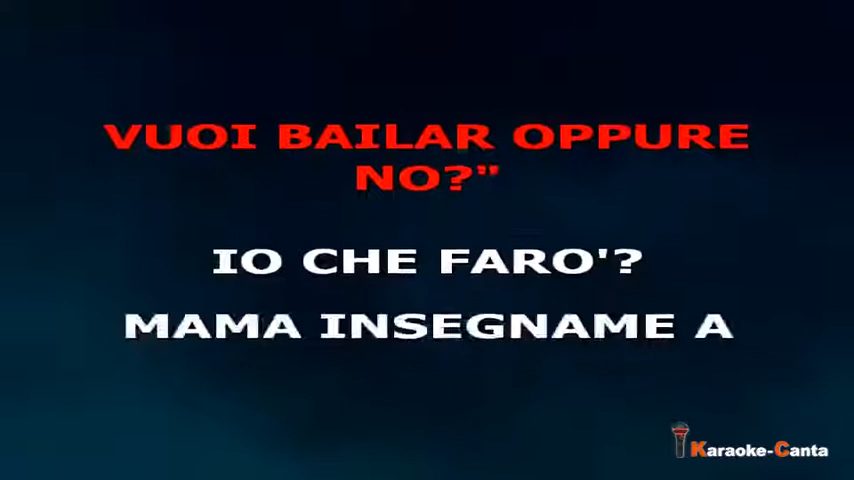 VUOI BAILAR OPPURE
NO?"
IO CHE FARO'?
MAMA INSEGNAME A
Karaoke-Canta